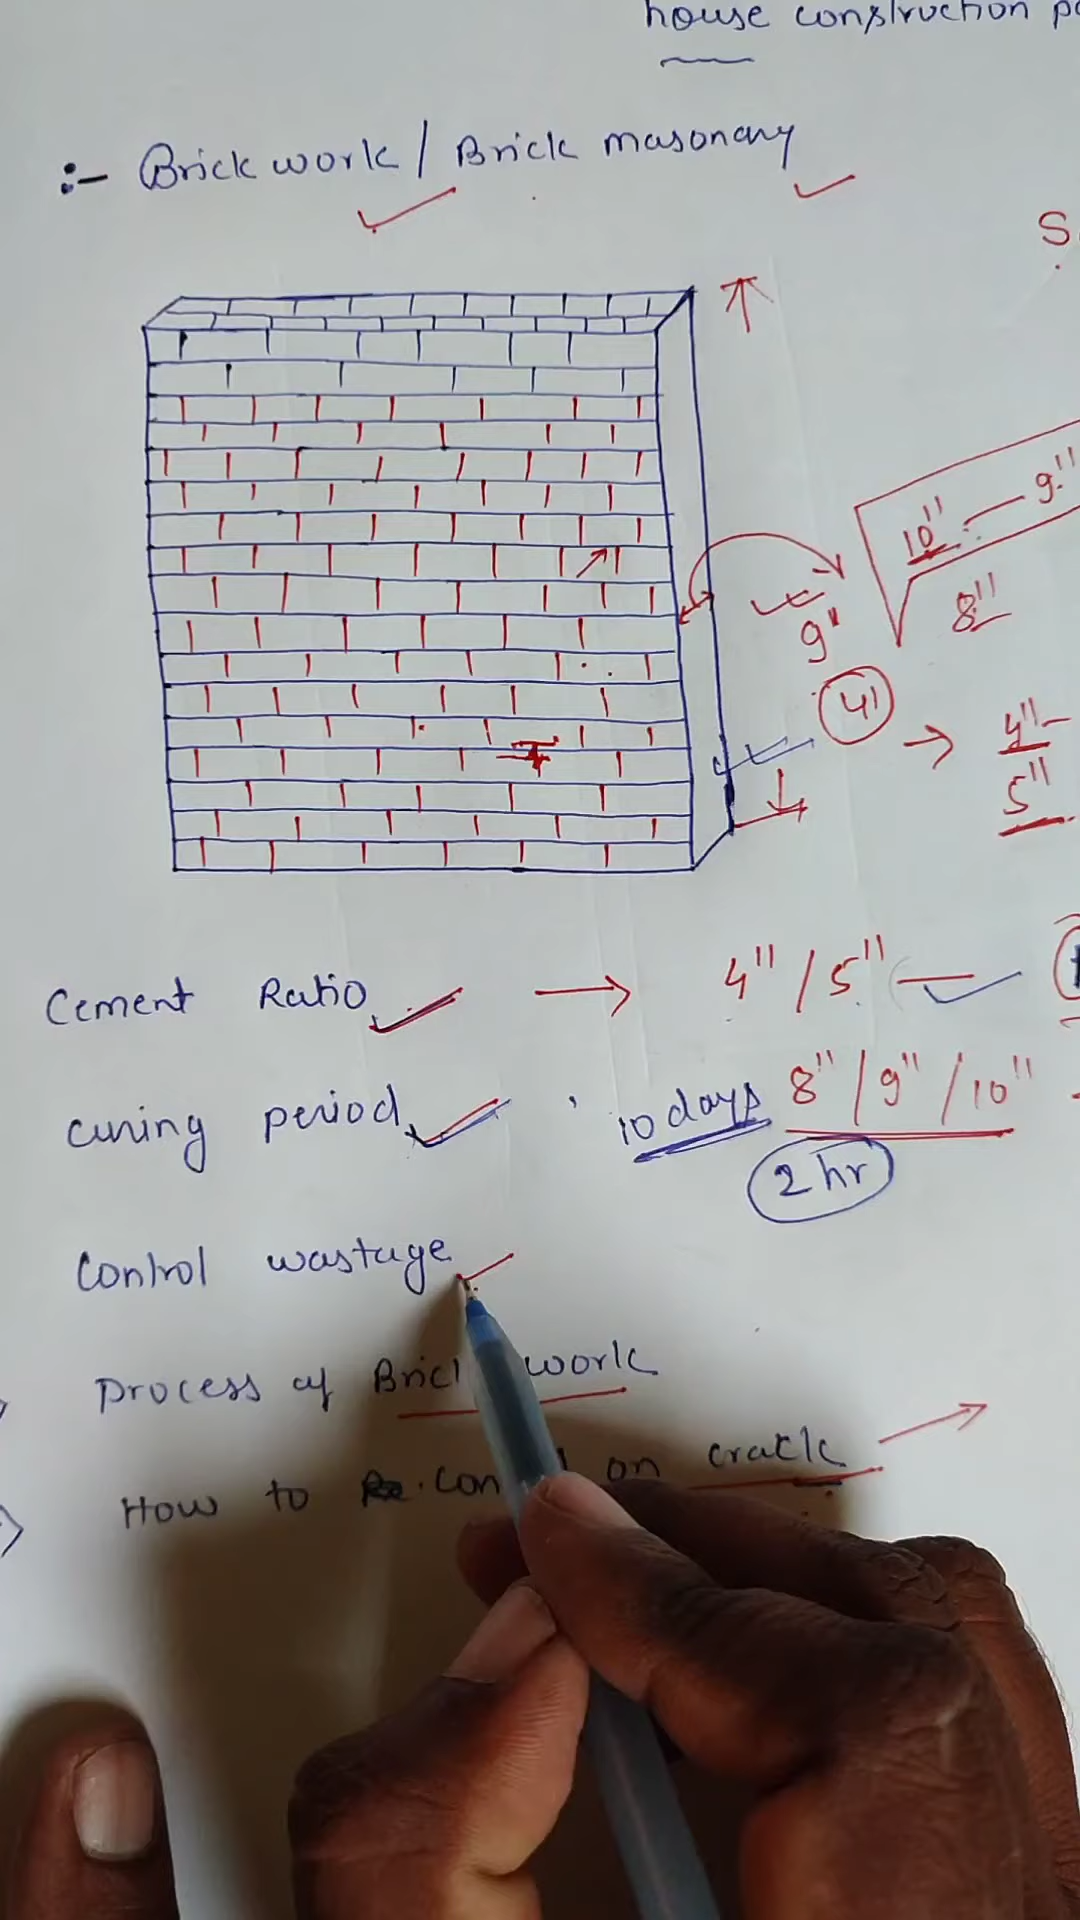 house construction
:- Brick work / Brick masonary
S
10" — 9"
8"
9"
4'
→ 4"-
5"
Cement Ratio → 4" / 5" —
curing period 10 days 8" / 9" / 10"
2 hr
Control wastage
Process of Brick work
How to on crack